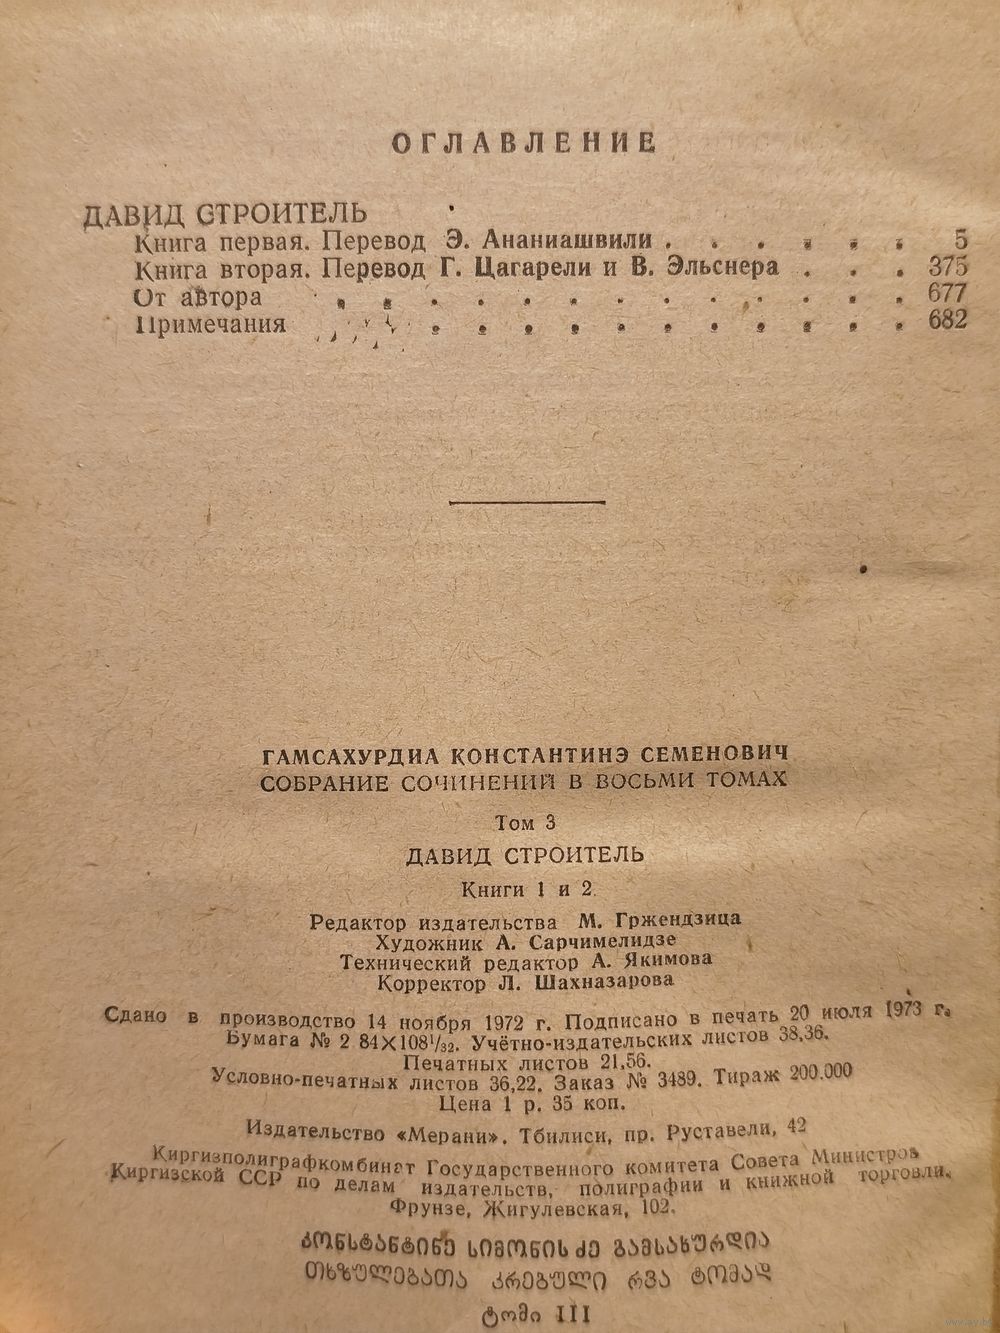 ОГЛАВЛЕНИЕ
ДАВИД СТРОИТЕЛЬ
Книга первая. Перевод Э. Ананиашвили . . . . . . 5
Книга вторая. Перевод Г. Цагарели и В. Эльснера . . . 375
От автора . . . . . . . . . . . . . 677
Примечания . . . . . . . . . . . 682
ГАМСАХУРДИА КОНСТАНТИНЭ СЕМЕНОВИЧ
СОБРАНИЕ СОЧИНЕНИЙ В ВОСЬМИ ТОМАХ
Том 3
ДАВИД СТРОИТЕЛЬ
Книги 1 и 2.
Редактор издательства М. Гржендзица
Художник А. Сарчимелидзе
Технический редактор А. Якимова
Корректор Л. Шахназарова
Сдано в производство 14 ноября 1972 г. Подписано в печать 20 июля 1973 г.
Бумага № 2 84×108¹/₃₂. Учётно-издательских листов 38,36.
Печатных листов 21,56.
Условно-печатных листов 36,22. Заказ № 3489. Тираж 200.000
Цена 1 р. 35 коп.
Издательство «Мерани». Тбилиси, пр. Руставели, 42
Киргизполиграфкомбинат Государственного комитета Совета Министров
Киргизской ССР по делам издательств, полиграфии и книжной торговли.
Фрунзе, Жигулевская, 102.
კონსტანტინე სიმონის ძე გამსახურდია
თხზულებათა კრებული რვა ტომად
ტომი III